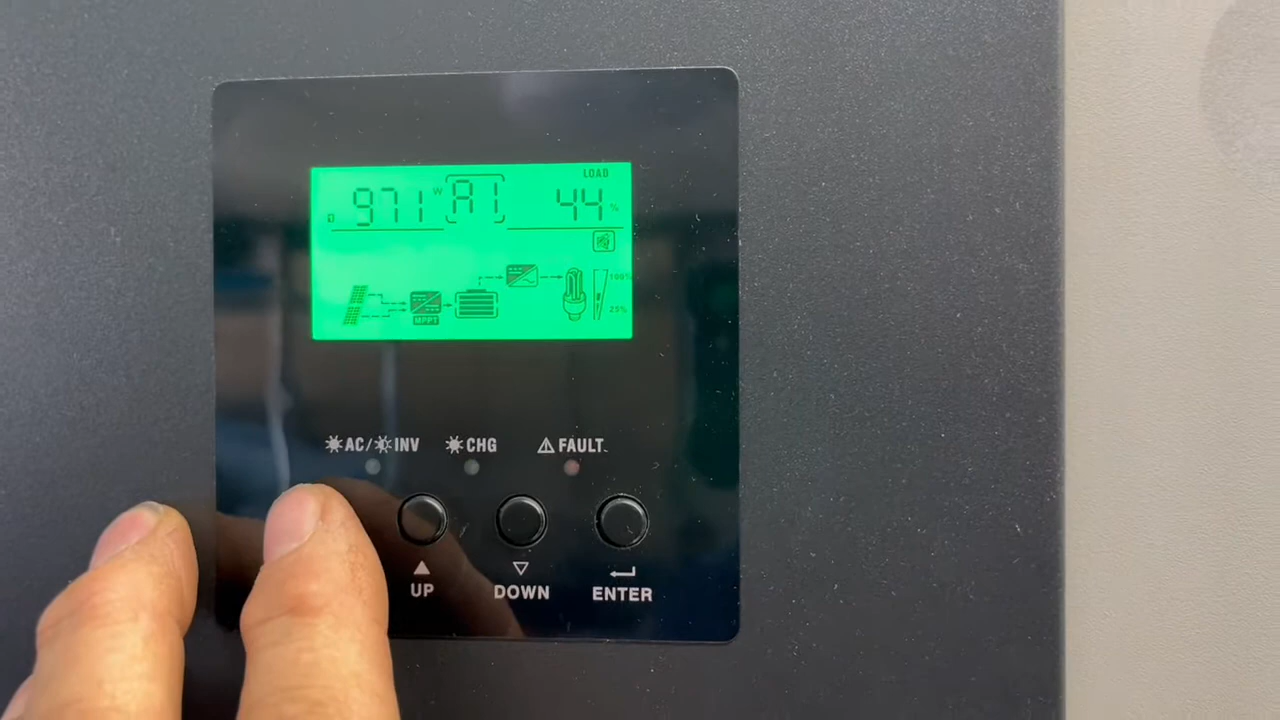 LOAD
971 W A1 44 %
100%
MPPT 25%
AC/ INV CHG FAULT
UP DOWN ENTER